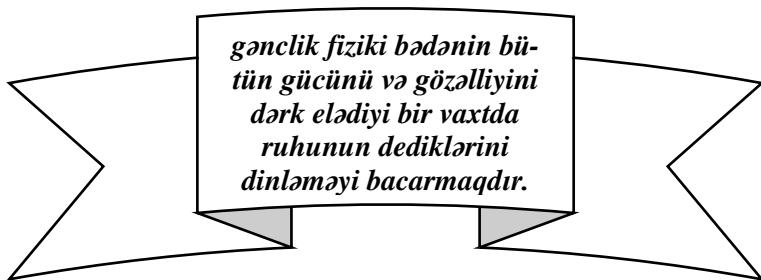 gənclik fiziki bədənin bü-
tün gücünü və gözəlliyini
dərk elədiyi bir vaxtda
ruhunun dediklərini
dinləməyi bacarmaqdır.